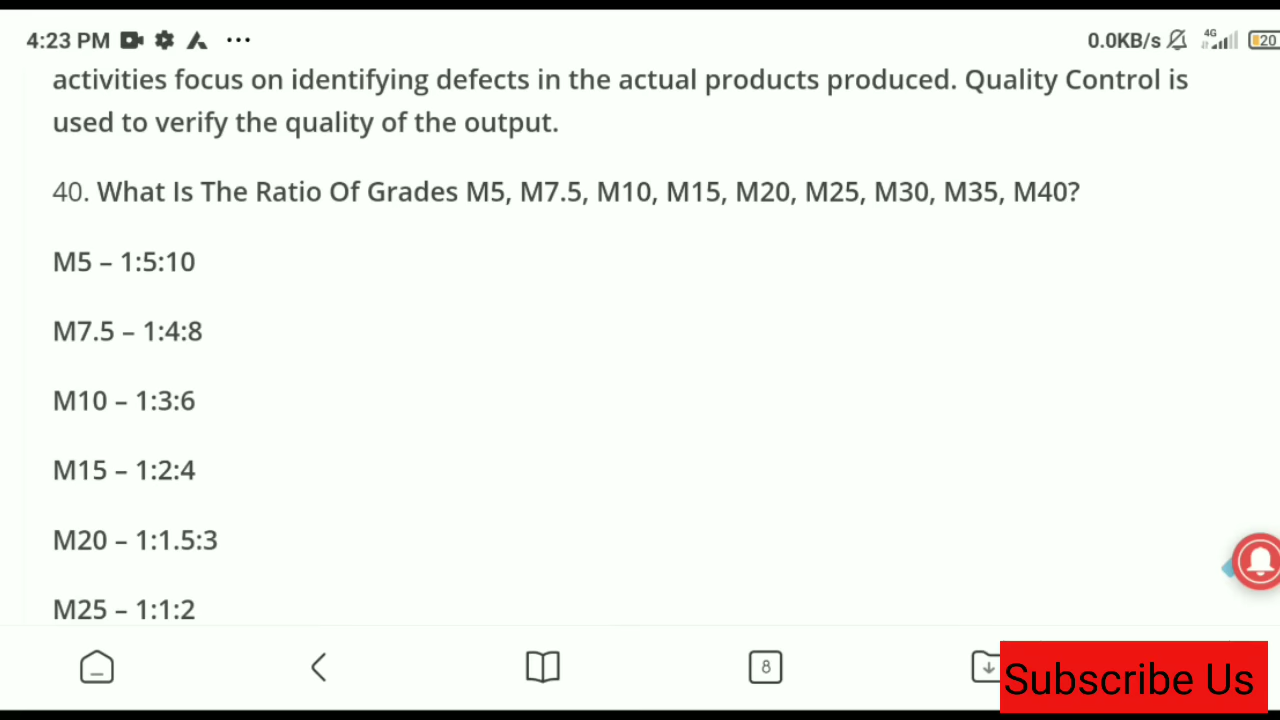 4:23 PM ... 0.0KB/s 4G 20
activities focus on identifying defects in the actual products produced. Quality Control is
used to verify the quality of the output.
40. What Is The Ratio Of Grades M5, M7.5, M10, M15, M20, M25, M30, M35, M40?
M5 – 1:5:10
M7.5 – 1:4:8
M10 – 1:3:6
M15 – 1:2:4
M20 – 1:1.5:3
M25 – 1:1:2
8
Subscribe Us